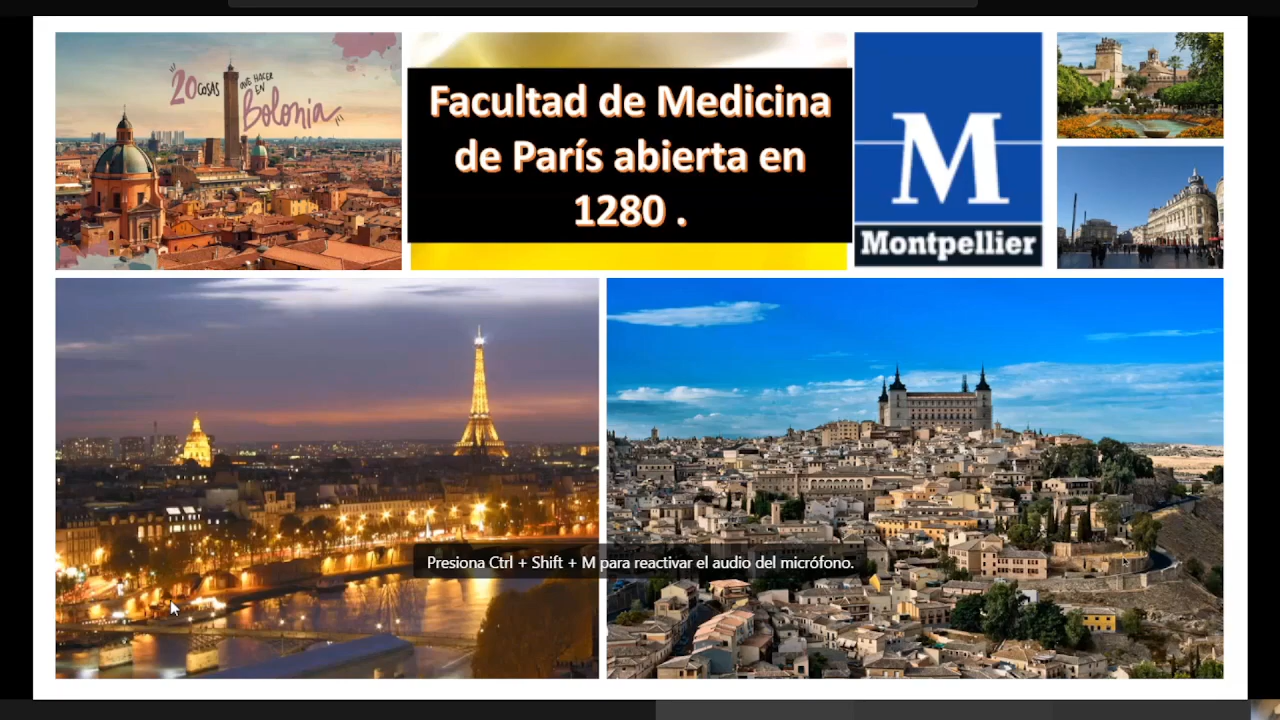 "20 COSAS QUE HACER
EN
Bolonia"
Facultad de Medicina
de París abierta en
1280 .
M
Montpellier
Presiona Ctrl + Shift + M para reactivar el audio del micrófono.